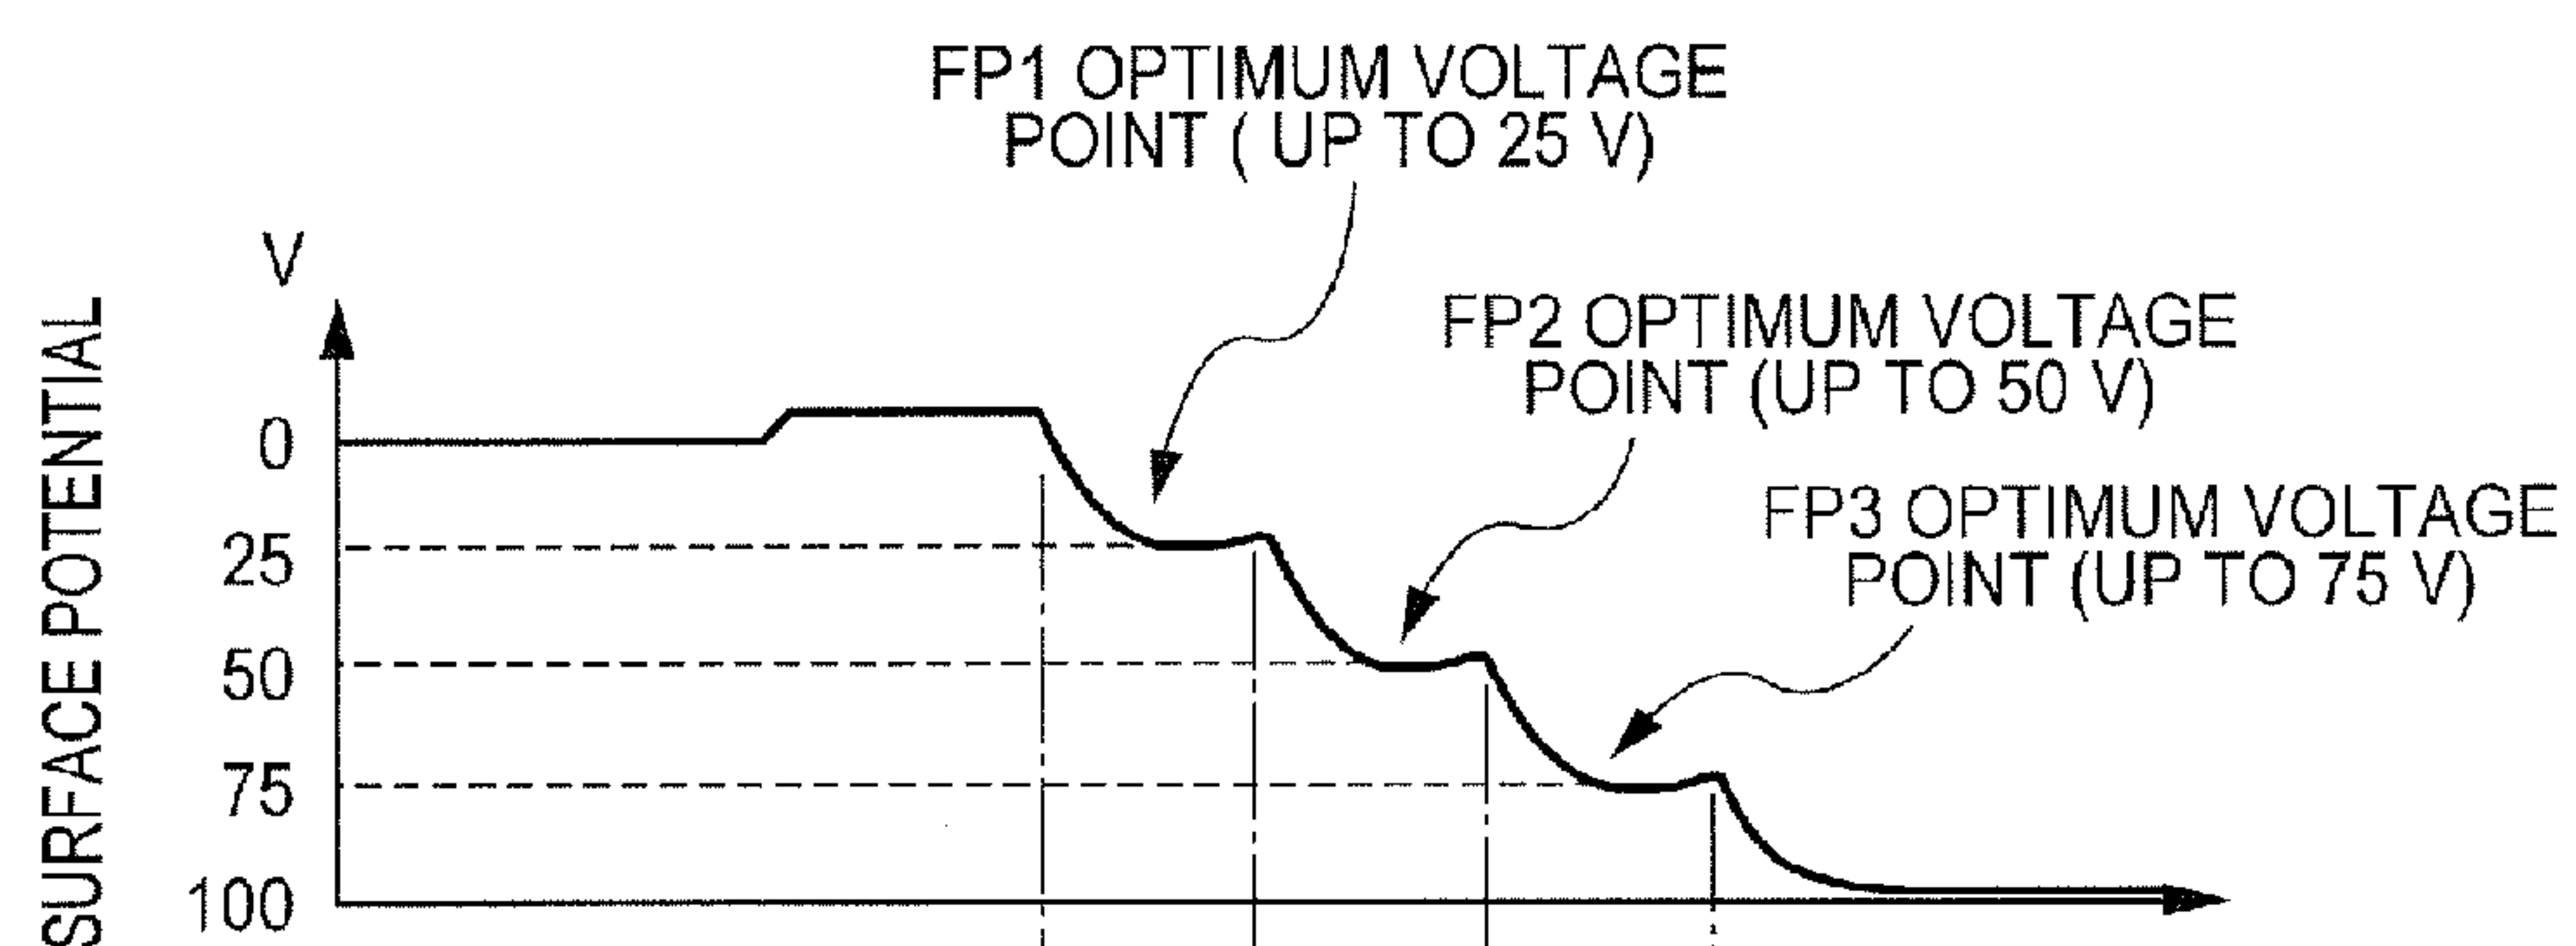 FP1 OPTIMUM VOLTAGE
POINT ( UP TO 25 V)
V
FP2 OPTIMUM VOLTAGE
POINT (UP TO 50 V)
FP3 OPTIMUM VOLTAGE
POINT (UP TO 75 V)
SURFACE POTENTIAL
0
25
50
75
100